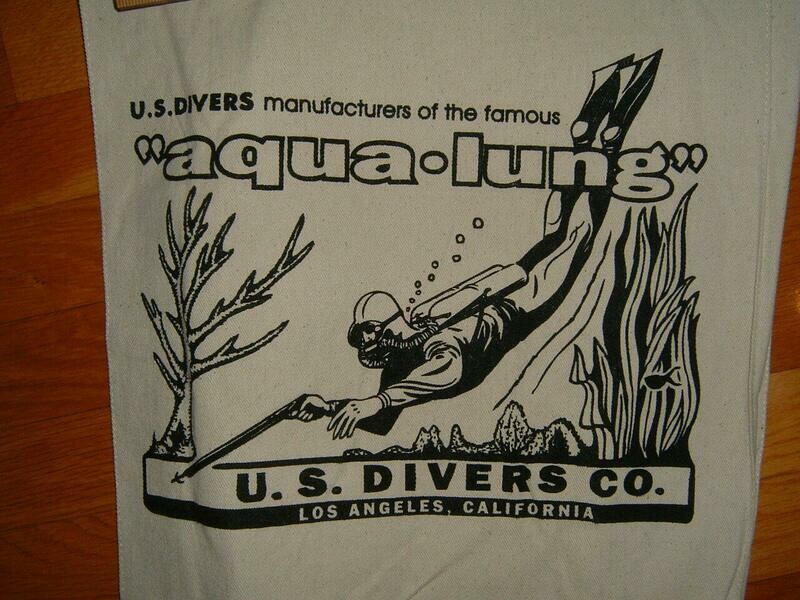 U.S.DIVERS manufacturers of the famous
"aqua•lung"
U. S. DIVERS CO.
LOS ANGELES, CALIFORNIA